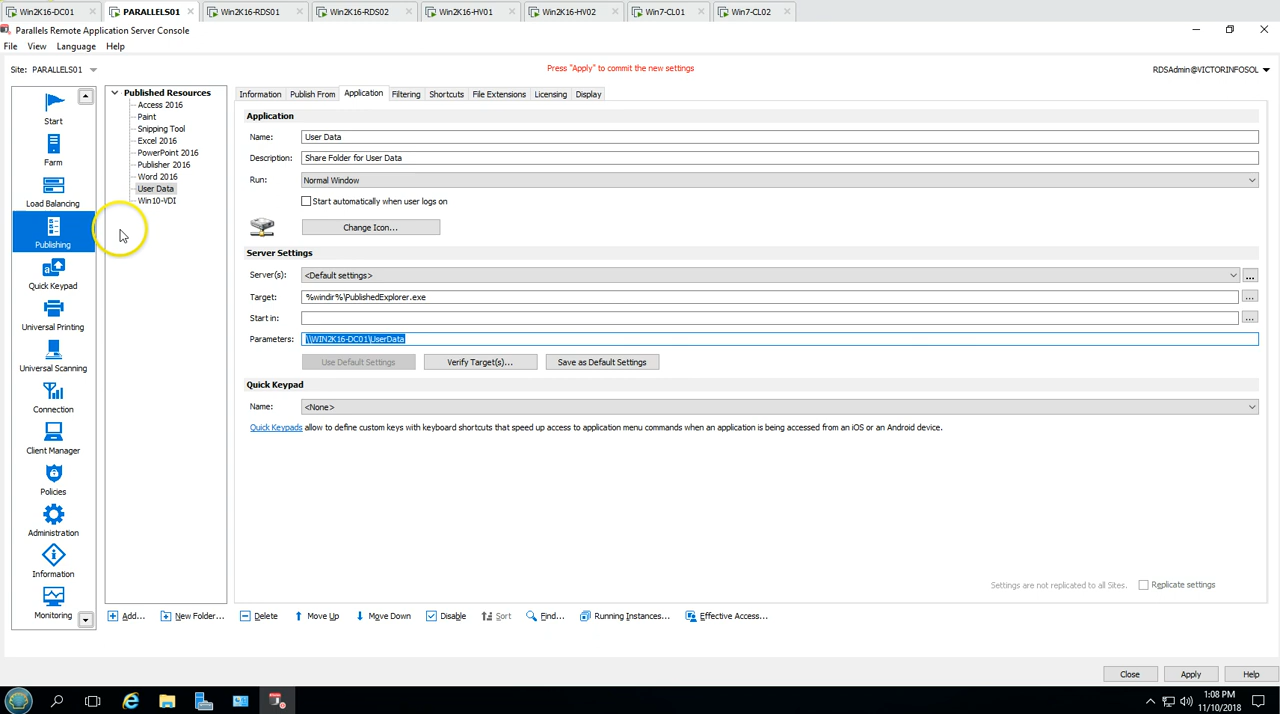 Win2K16-DC01
PARALLELS01
Win2K16-RDS01
Win2K16-RDS02
Win2K16-HV01
Win2K16-HV02
Win7-CL01
Win7-CL02
Parallels Remote Application Server Console
File View Language Help
Site: PARALLELS01
Press "Apply" to commit the new settings
RDSAdmin@VICTORINFOSOL
Start
Farm
Load Balancing
Publishing
Quick Keypad
Universal Printing
Universal Scanning
Connection
Client Manager
Policies
Administration
Information
Monitoring
Published Resources
Access 2016
Paint
Snipping Tool
Excel 2016
PowerPoint 2016
Publisher 2016
Word 2016
User Data
Win10-VDI
Information Publish From Application Filtering Shortcuts File Extensions Licensing Display
Application
Name: User Data
Description: Share Folder for User Data
Run: Normal Window
Start automatically when user logs on
Change Icon...
Server Settings
Server(s): <Default settings> ...
Target: %windir%\PublishedExplorer.exe ...
Start in: ...
Parameters: \\WIN2K16-DC01\UserData
Use Default Settings Verify Target(s)... Save as Default Settings
Quick Keypad
Name: <None>
Quick Keypads allow to define custom keys with keyboard shortcuts that speed up access to application menu commands when an application is being accessed from an iOS or an Android device.
Settings are not replicated to all Sites. Replicate settings
Add... New Folder... Delete Move Up Move Down Disable Sort Find... Running Instances... Effective Access...
Close Apply Help
1:08 PM
11/10/2018